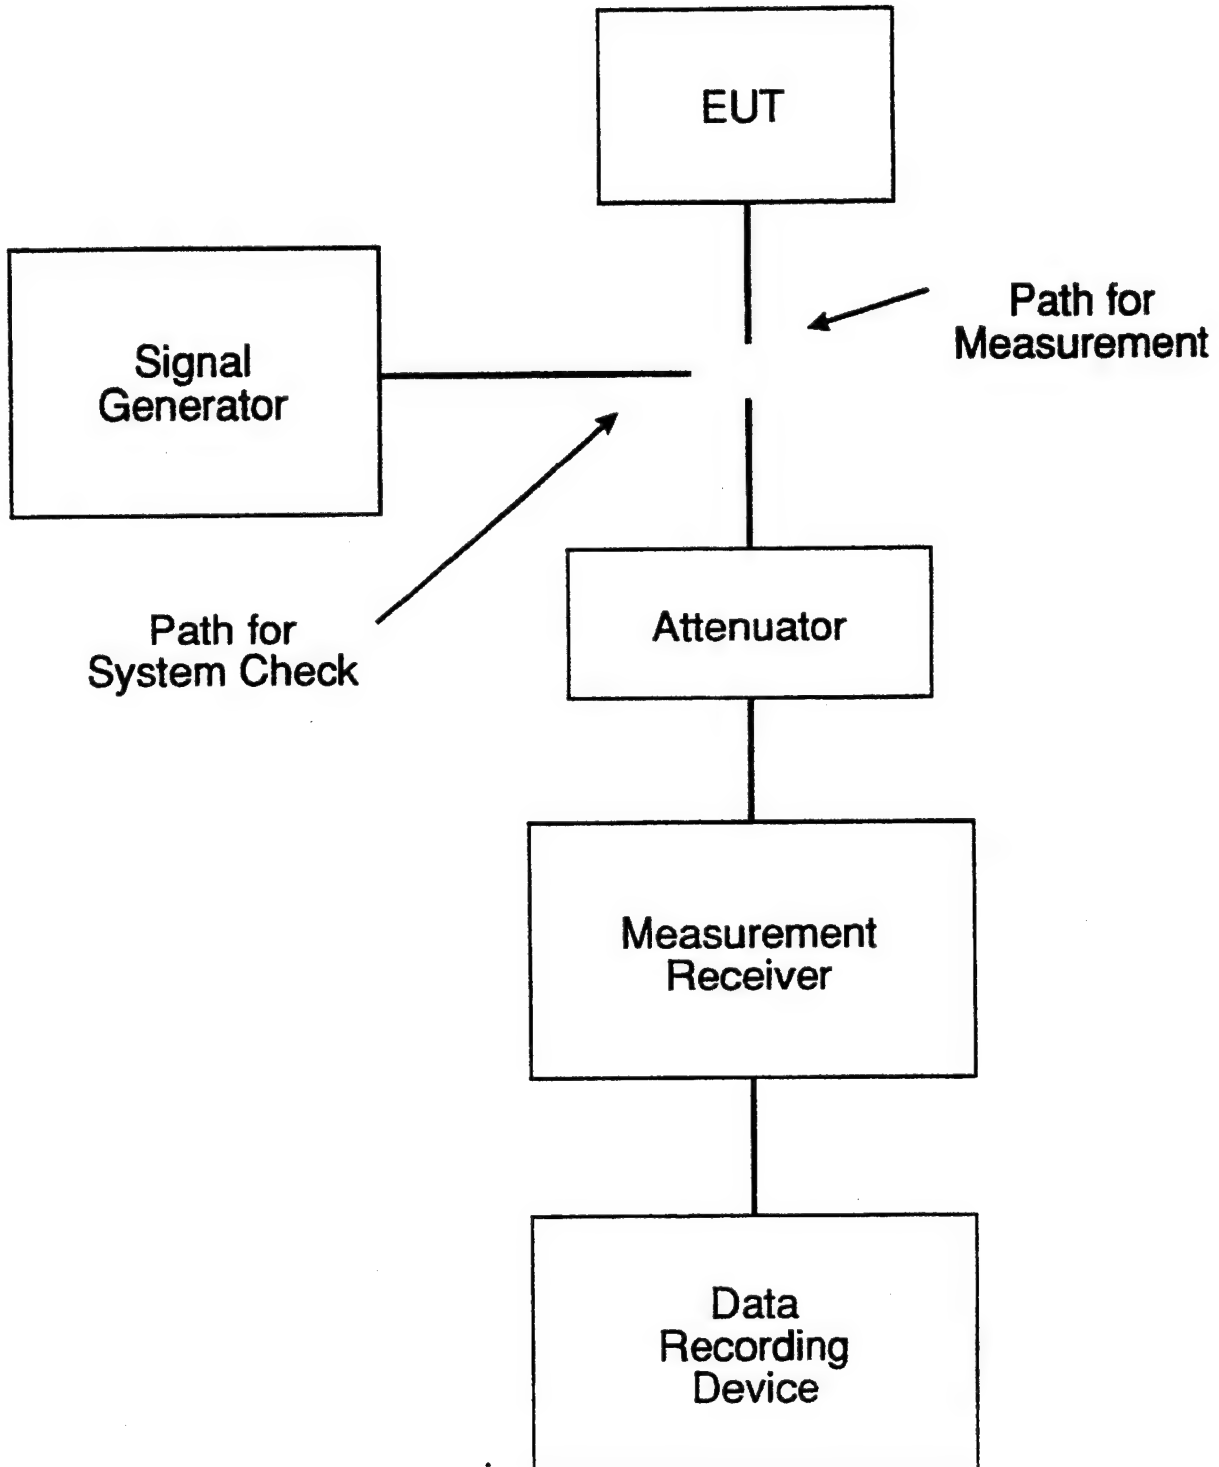 EUT
Path for
Measurement
Signal
Generator
Path for
System Check
Attenuator
Measurement
Receiver
Data
Recording
Device